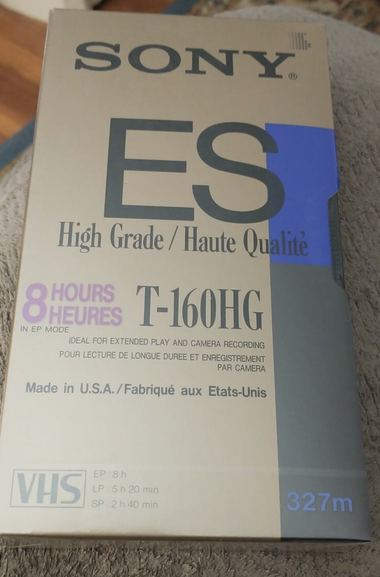 SONY®
ES
High Grade / Haute Qualité
8 HOURS
HEURES
IN EP MODE
T-160HG
IDEAL FOR EXTENDED PLAY AND CAMERA RECORDING
POUR LECTURE DE LONGUE DUREE ET ENREGISTREMENT
PAR CAMERA
Made in U.S.A. / Fabriqué aux Etats-Unis
VHS
EP : 8 h
LP : 5 h 20 min
SP : 2 h 40 min
327m